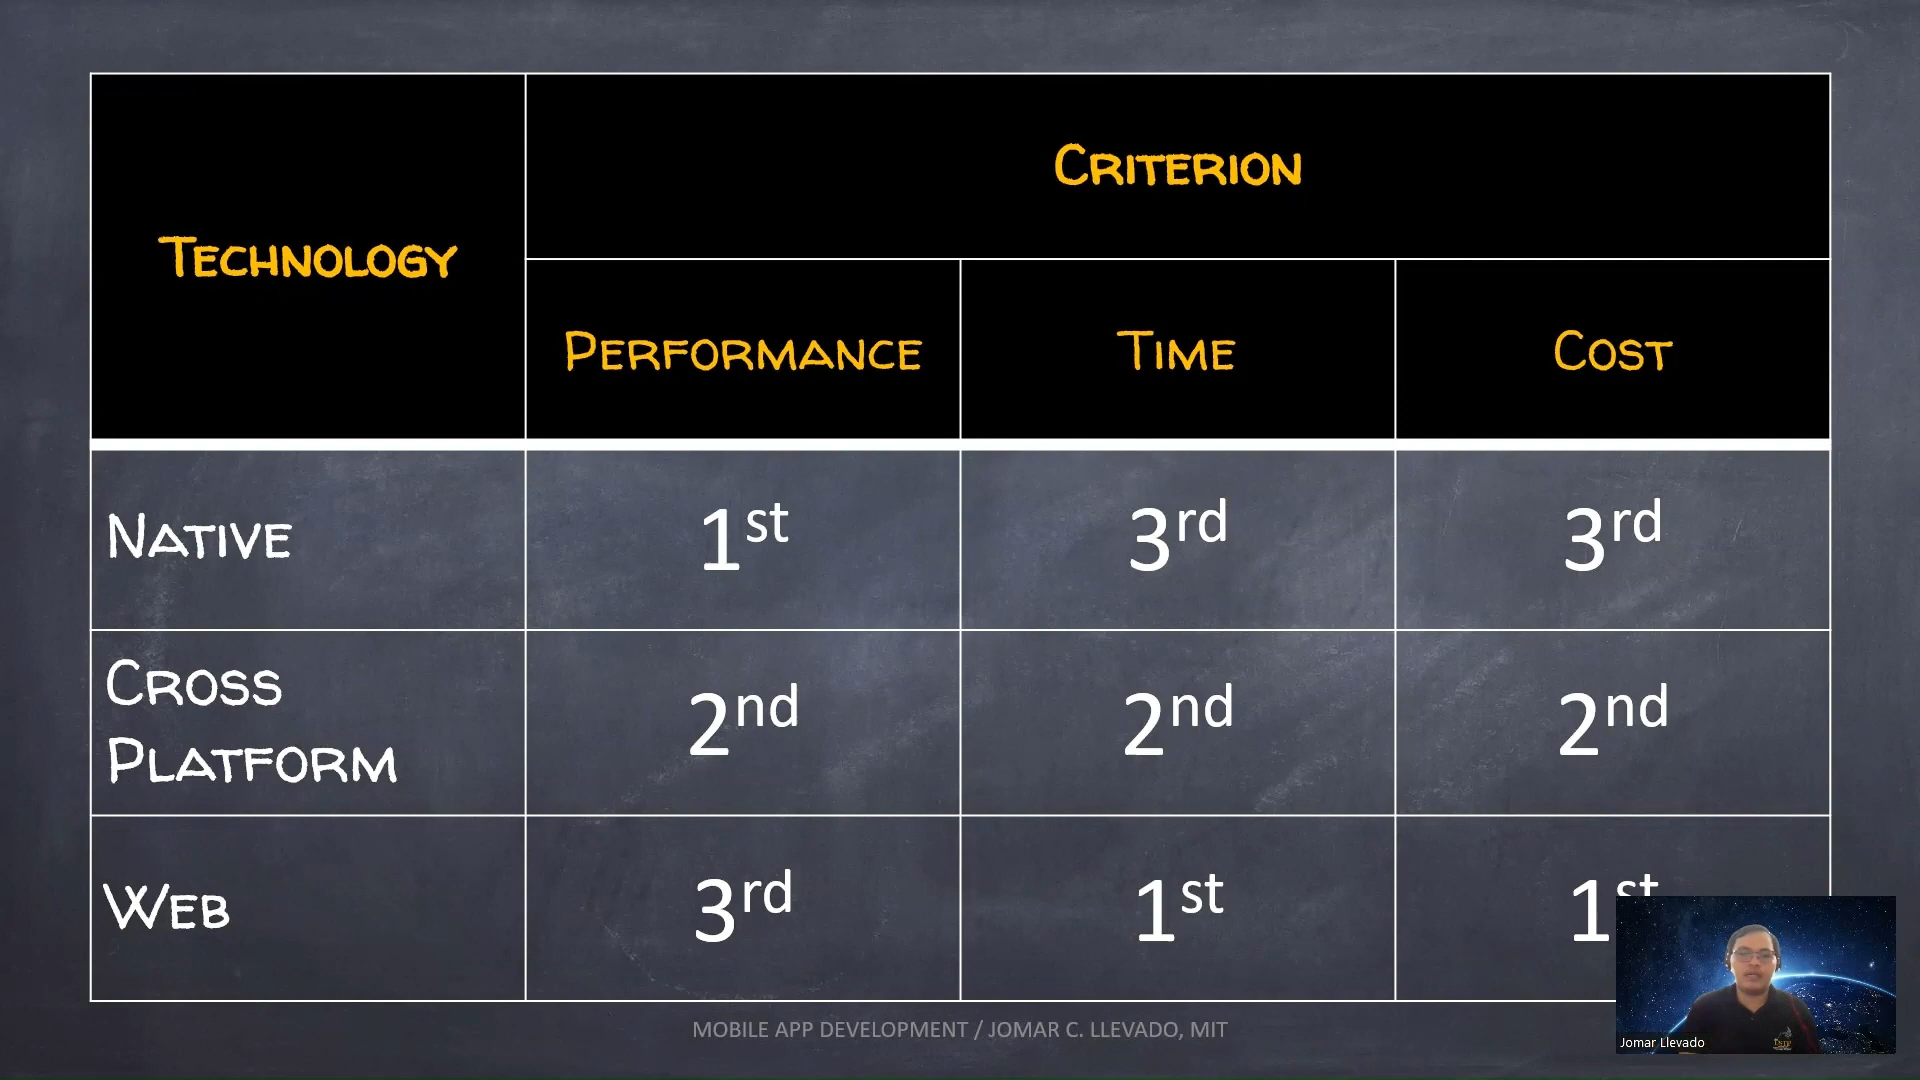 Technology
Criterion
Performance
Time
Cost
Native
1st
3rd
3rd
Cross
Platform
2nd
2nd
2nd
Web
3rd
1st
1st
MOBILE APP DEVELOPMENT / JOMAR C. LLEVADO, MIT
Jomar Llevado